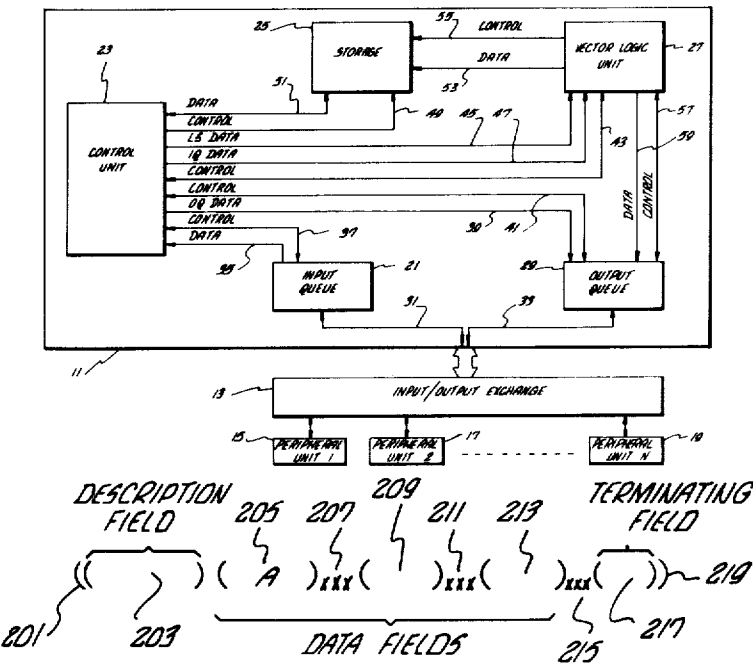 25
STORAGE
55
CONTROL
DATA
53
VECTOR LOGIC
UNIT
27
23
CONTROL
UNIT
DATA
51
CONTROL
49
LS DATA
45
47
IQ DATA
43
CONTROL
CONTROL
41
OQ DATA
39
CONTROL
37
DATA
35
57
59
DATA
CONTROL
INPUT
QUEUE
21
29
OUTPUT
QUEUE
31
33
11
13
INPUT/OUTPUT EXCHANGE
15
PERIPHERAL
UNIT 1
PERIPHERAL
UNIT 2
17
PERIPHERAL
UNIT N
19
DESCRIPTION
FIELD
TERMINATING
FIELD
205
207
209
211
213
(( ) ( A )xxx( )xxx( )xxx( ))
201
203
DATA FIELDS
215
217
219